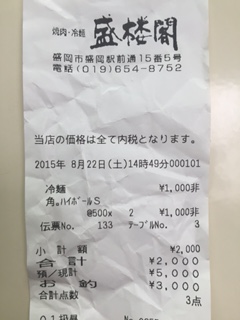 焼肉・冷麺 盛楼閣
盛岡市盛岡駅前通15番5号
電話(019)654-8752
当店の価格は全て内税となります。
2015年 8月22日(土)14時49分000101
冷麺 ¥1,000非
角。ハイボールS
@500x 2 ¥1,000非
伝票No. 133 テーブルNo. 3
小計額 ¥2,000
合計 ¥2,000
預/現計 ¥5,000
お釣 ¥3,000
合計点数 3点